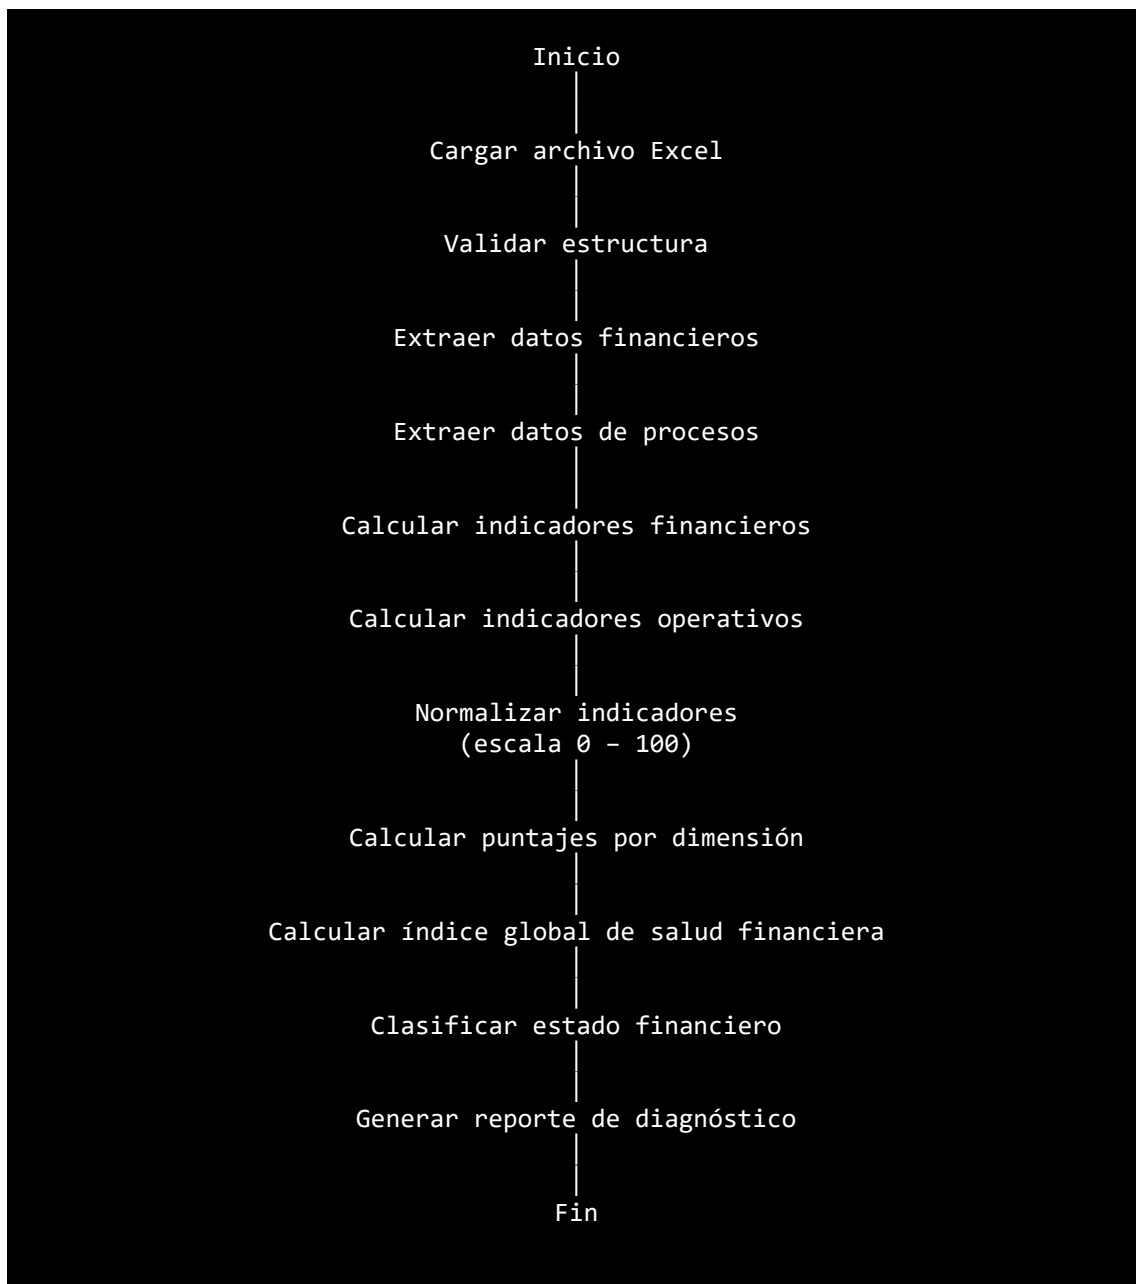 Inicio
Cargar archivo Excel
Validar estructura
Extraer datos financieros
Extraer datos de procesos
Calcular indicadores financieros
Calcular indicadores operativos
Normalizar indicadores
(escala 0 – 100)
Calcular puntajes por dimensión
Calcular índice global de salud financiera
Clasificar estado financiero
Generar reporte de diagnóstico
Fin